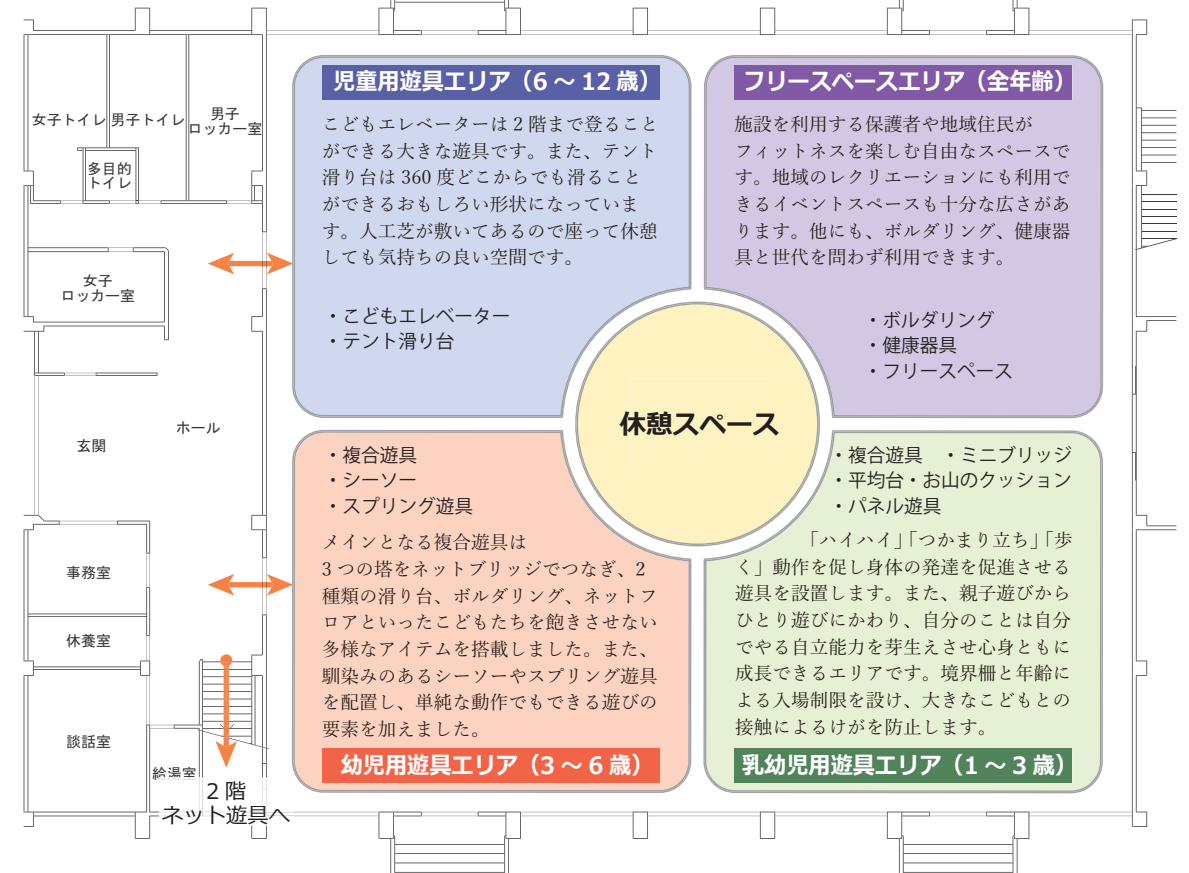 女子トイレ
男子トイレ
男子
ロッカー室
多目的
トイレ
女子
ロッカー室
玄関
ホール
事務室
休養室
談話室
給湯室
2 階
ネット遊具へ
児童用遊具エリア（6 ～ 12 歳）
こどもエレベーターは 2 階まで登ること
ができる大きな遊具です。また、テント
滑り台は 360 度どこからでも滑ること
ができるおもしろい形状になっていま
す。人工芝が敷いてあるので座って休憩
しても気持ちの良い空間です。
・こどもエレベーター
・テント滑り台
フリースペースエリア（全年齢）
施設を利用する保護者や地域住民が
フィットネスを楽しむ自由なスペースで
す。地域のレクリエーションにも利用で
きるイベントスペースも十分な広さがあ
ります。他にも、ボルダリング、健康器
具と世代を問わず利用できます。
・ボルダリング
・健康器具
・フリースペース
休憩スペース
・複合遊具
・シーソー
・スプリング遊具
メインとなる複合遊具は
3 つの塔をネットブリッジでつなぎ、2
種類の滑り台、ボルダリング、ネットフ
ロアといったこどもたちを飽きさせない
多様なアイテムを搭載しました。また、
馴染みのあるシーソーやスプリング遊具
を配置し、単純な動作でもできる遊びの
要素を加えました。
幼児用遊具エリア（3 ～ 6 歳）
・複合遊具　・ミニブリッジ
・平均台・お山のクッション
・パネル遊具
「ハイハイ」「つかまり立ち」「歩
く」動作を促し身体の発達を促進させる
遊具を設置します。また、親子遊びから
ひとり遊びにかわり、自分のことは自分
でやる自立能力を芽生えさせ心身ともに
成長できるエリアです。境界柵と年齢に
よる入場制限を設け、大きなこどもとの
接触によるけがを防止します。
乳幼児用遊具エリア（1 ～ 3 歳）